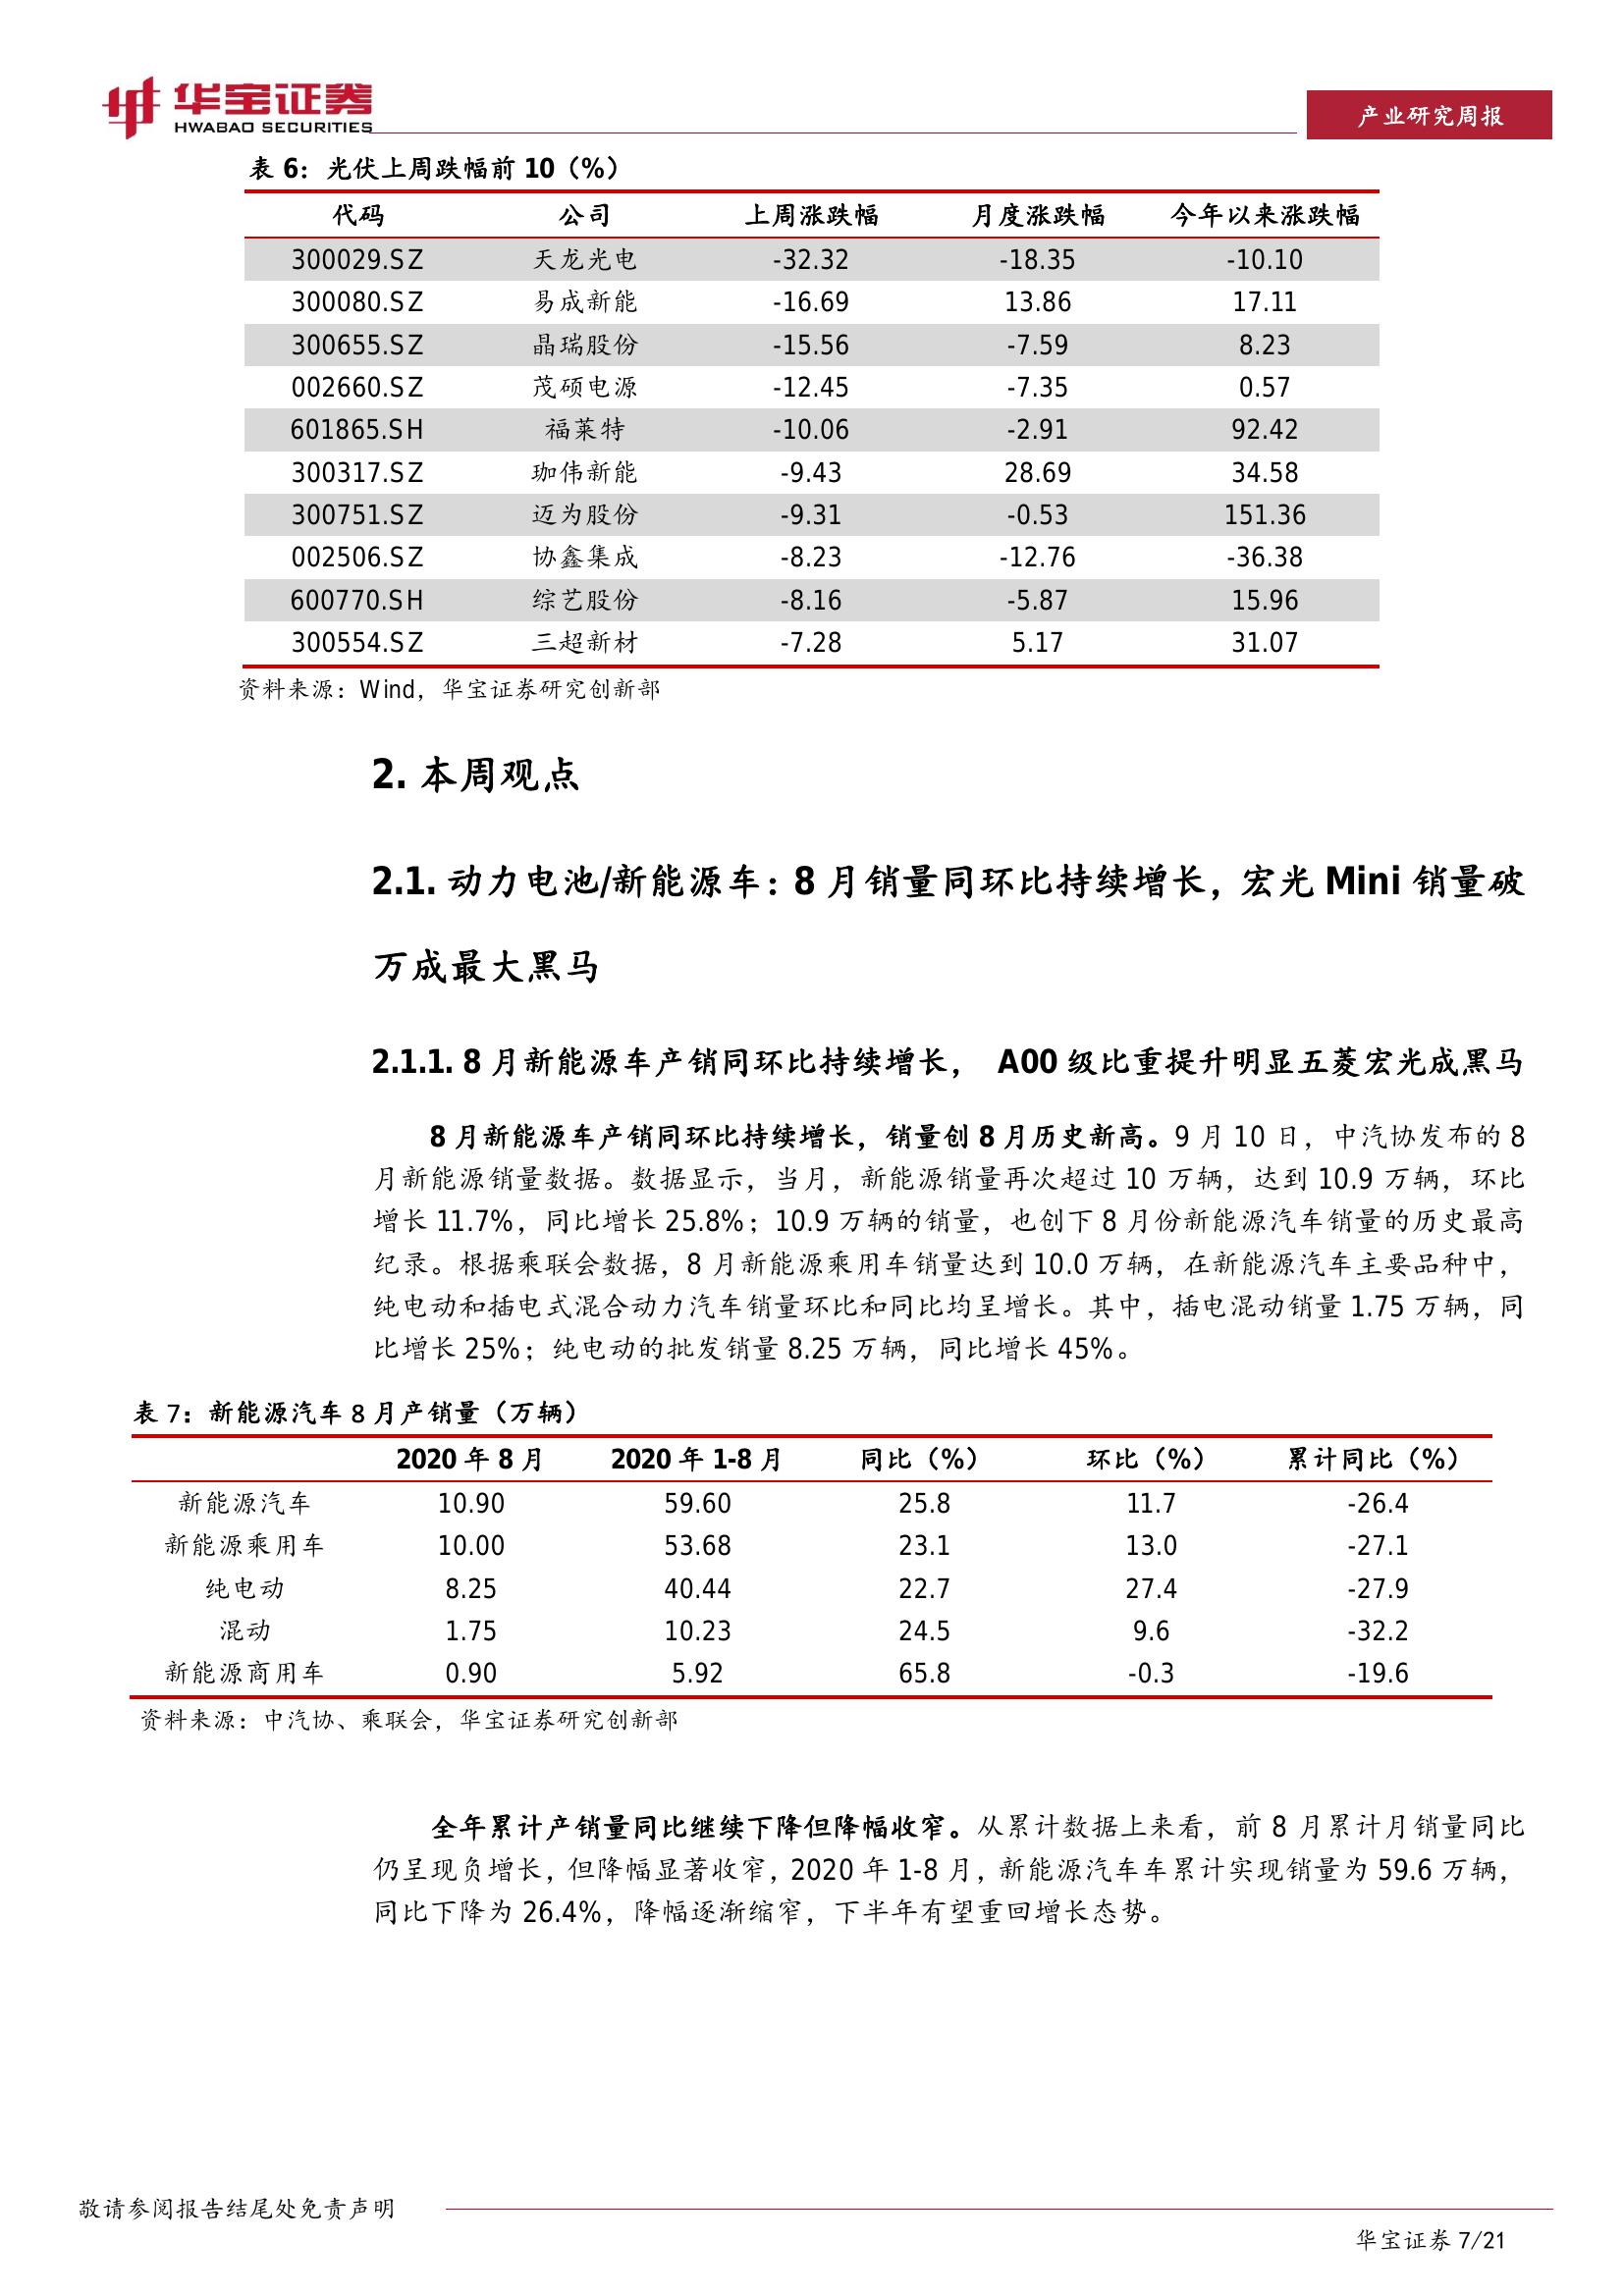 华宝证券
HWABAO SECURITIES
产业研究周报
表 6：光伏上周跌幅前 10（%）
代码 公司 上周涨跌幅 月度涨跌幅 今年以来涨跌幅
300029.SZ 天龙光电 -32.32 -18.35 -10.10
300080.SZ 易成新能 -16.69 13.86 17.11
300655.SZ 晶瑞股份 -15.56 -7.59 8.23
002660.SZ 茂硕电源 -12.45 -7.35 0.57
601865.SH 福莱特 -10.06 -2.91 92.42
300317.SZ 珈伟新能 -9.43 28.69 34.58
300751.SZ 迈为股份 -9.31 -0.53 151.36
002506.SZ 协鑫集成 -8.23 -12.76 -36.38
600770.SH 综艺股份 -8.16 -5.87 15.96
300554.SZ 三超新材 -7.28 5.17 31.07
资料来源：Wind，华宝证券研究创新部
2. 本周观点
2.1. 动力电池/新能源车：8 月销量同环比持续增长，宏光 Mini 销量破
万成最大黑马
2.1.1. 8 月新能源车产销同环比持续增长， A00 级比重提升明显五菱宏光成黑马
8 月新能源车产销同环比持续增长，销量创 8 月历史新高。9 月 10 日，中汽协发布的 8
月新能源销量数据。数据显示，当月，新能源销量再次超过 10 万辆，达到 10.9 万辆，环比
增长 11.7%，同比增长 25.8%；10.9 万辆的销量，也创下 8 月份新能源汽车销量的历史最高
纪录。根据乘联会数据，8 月新能源乘用车销量达到 10.0 万辆，在新能源汽车主要品种中，
纯电动和插电式混合动力汽车销量环比和同比均呈增长。其中，插电混动销量 1.75 万辆，同
比增长 25%；纯电动的批发销量 8.25 万辆，同比增长 45%。
表 7：新能源汽车 8 月产销量（万辆）
2020 年 8 月 2020 年 1-8 月 同比（%） 环比（%） 累计同比（%）
新能源汽车 10.90 59.60 25.8 11.7 -26.4
新能源乘用车 10.00 53.68 23.1 13.0 -27.1
纯电动 8.25 40.44 22.7 27.4 -27.9
混动 1.75 10.23 24.5 9.6 -32.2
新能源商用车 0.90 5.92 65.8 -0.3 -19.6
资料来源：中汽协、乘联会，华宝证券研究创新部
全年累计产销量同比继续下降但降幅收窄。从累计数据上来看，前 8 月累计月销量同比
仍呈现负增长，但降幅显著收窄，2020 年 1-8 月，新能源汽车车累计实现销量为 59.6 万辆，
同比下降为 26.4%，降幅逐渐缩窄，下半年有望重回增长态势。
敬请参阅报告结尾处免责声明
华宝证券 7/21